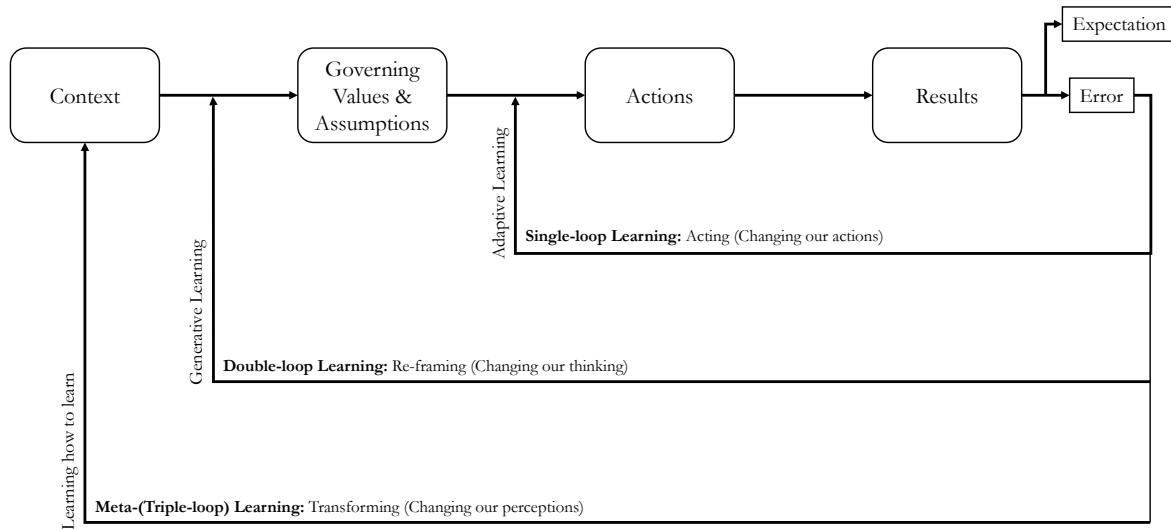 Expectation
Context
Governing
Values &
Assumptions
Actions
Results
Error
Adaptive Learning
Single-loop Learning: Acting (Changing our actions)
Generative Learning
Double-loop Learning: Re-framing (Changing our thinking)
Learning how to learn
Meta-(Triple-loop) Learning: Transforming (Changing our perceptions)